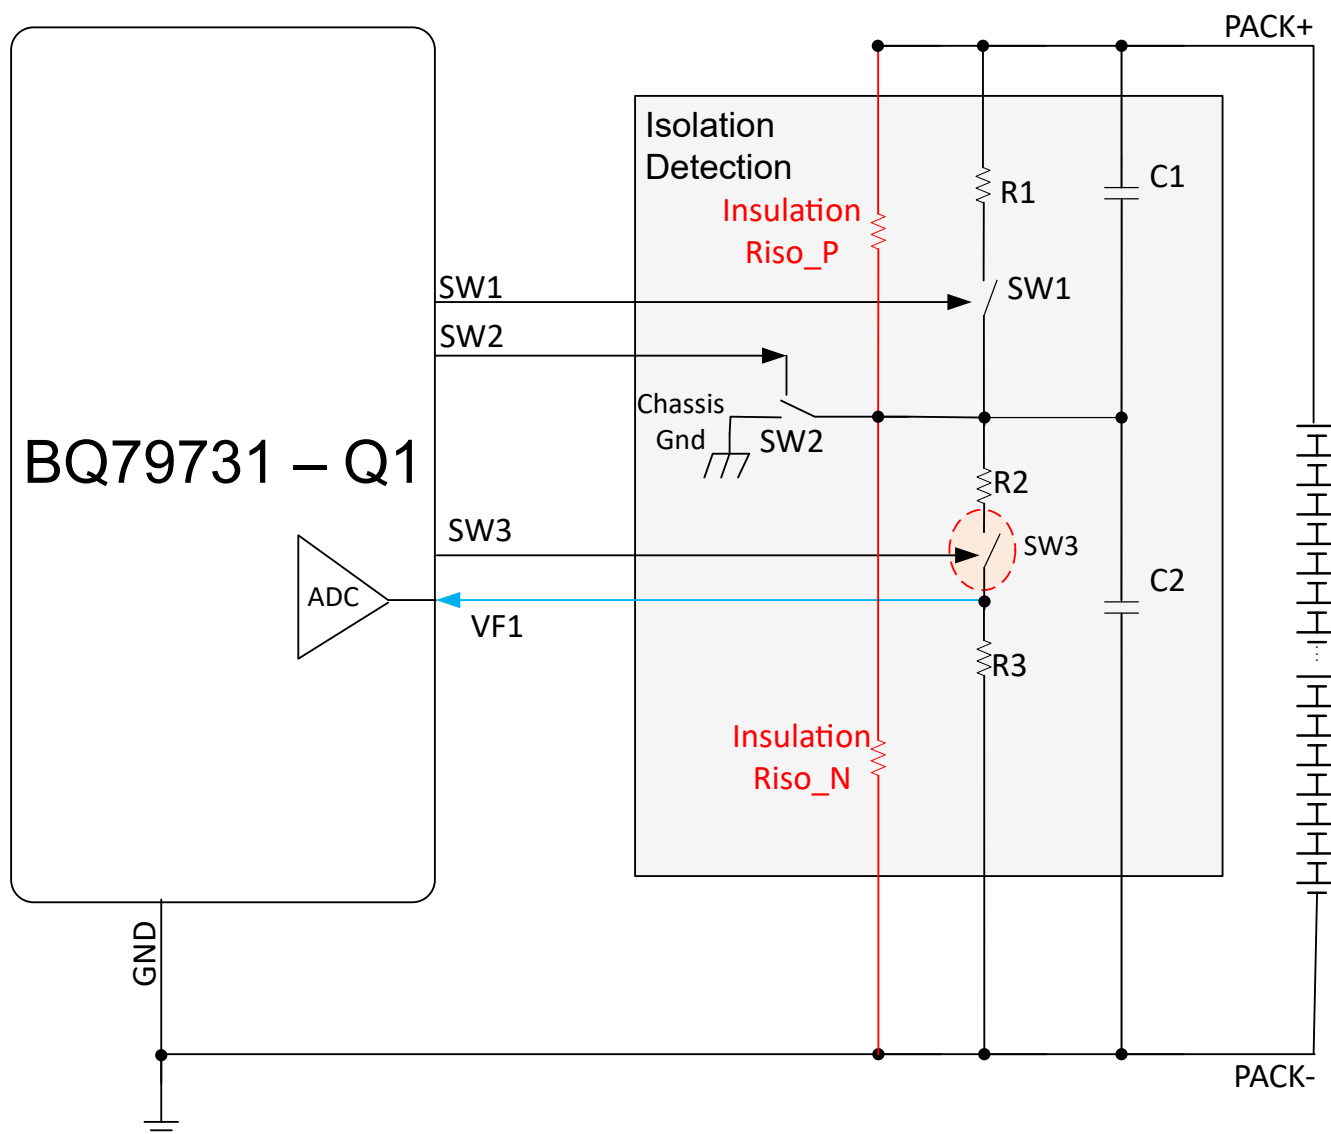 PACK+
Isolation
Detection
R1
C1
Insulation
Riso_P
SW1
SW1
SW2
Chassis
Gnd
SW2
BQ79731 – Q1
R2
SW3
SW3
C2
ADC
VF1
R3
Insulation
Riso_N
GND
PACK-